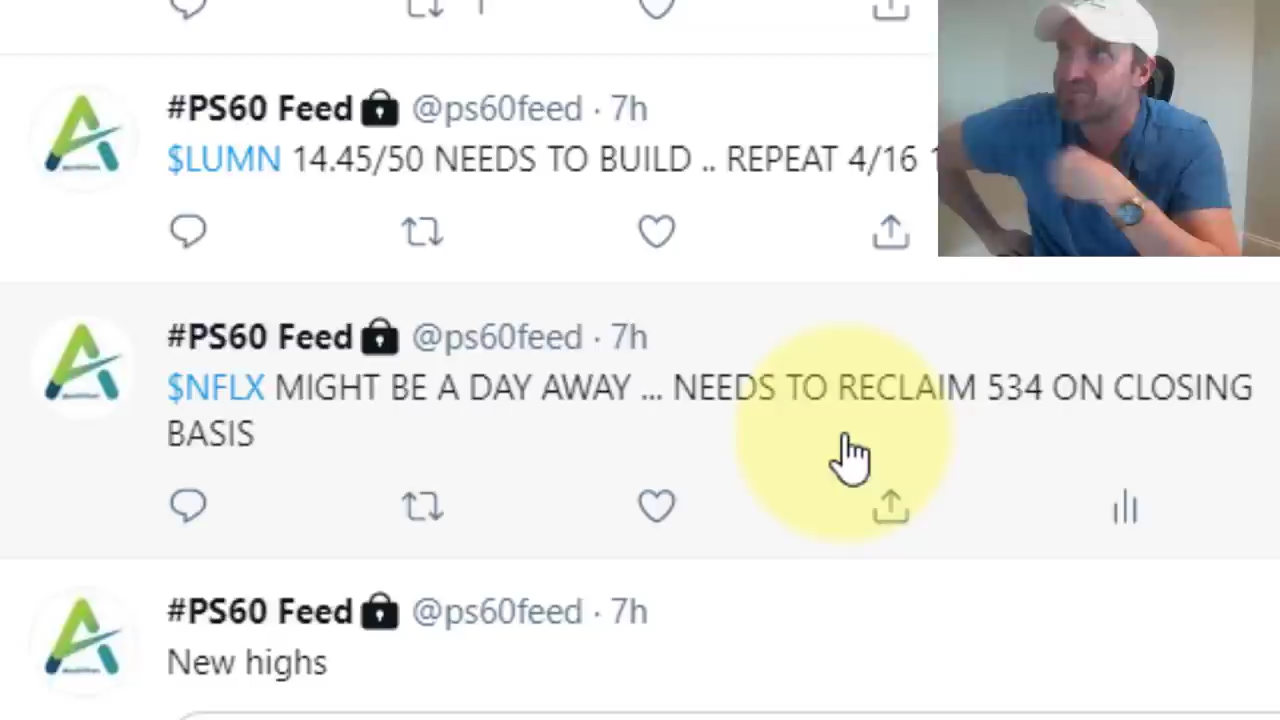 #PS60 Feed @ps60feed · 7h
$LUMN 14.45/50 NEEDS TO BUILD .. REPEAT 4/16
#PS60 Feed @ps60feed · 7h
$NFLX MIGHT BE A DAY AWAY ... NEEDS TO RECLAIM 534 ON CLOSING
BASIS
#PS60 Feed @ps60feed · 7h
New highs